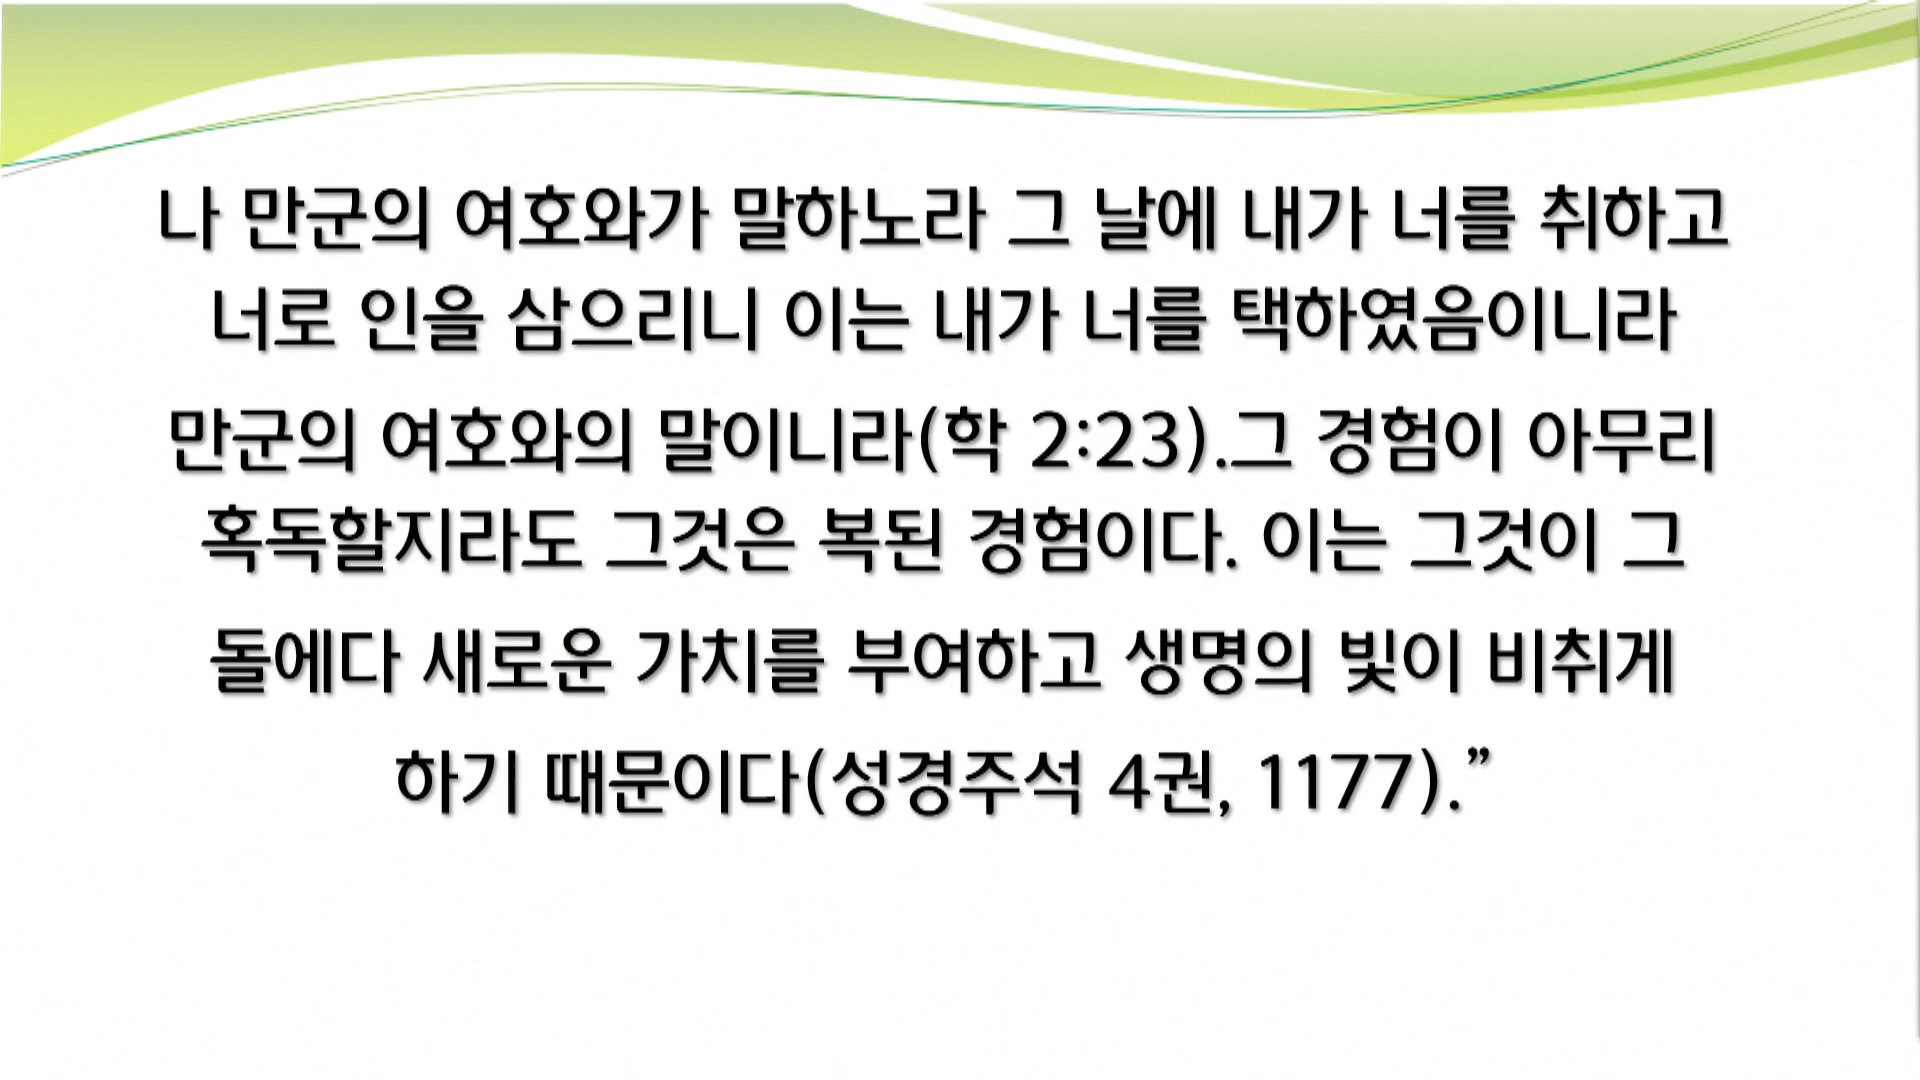 나 만군의 여호와가 말하노라 그 날에 내가 너를 취하고
너로 인을 삼으리니 이는 내가 너를 택하였음이니라
만군의 여호와의 말이니라(학 2:23).그 경험이 아무리
혹독할지라도 그것은 복된 경험이다. 이는 그것이 그
돌에다 새로운 가치를 부여하고 생명의 빛이 비취게
하기 때문이다(성경주석 4권, 1177).”